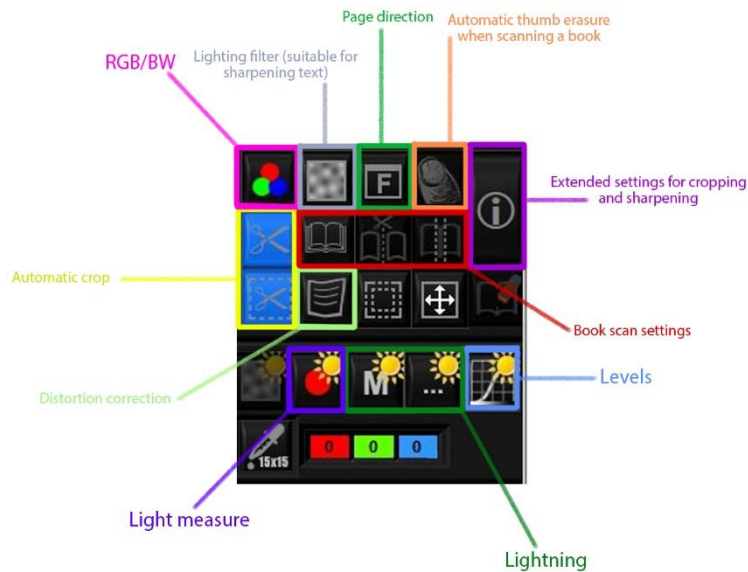 Page direction
Automatic thumb erasure
when scanning a book
RGB/BW
Lighting filter (suitable for
sharpening text)
F
Extended settings for cropping
and sharpening
Automatic crop
Book scan settings
Distortion correction
M
...
Levels
15x15
0
0
0
Light measure
Lightning